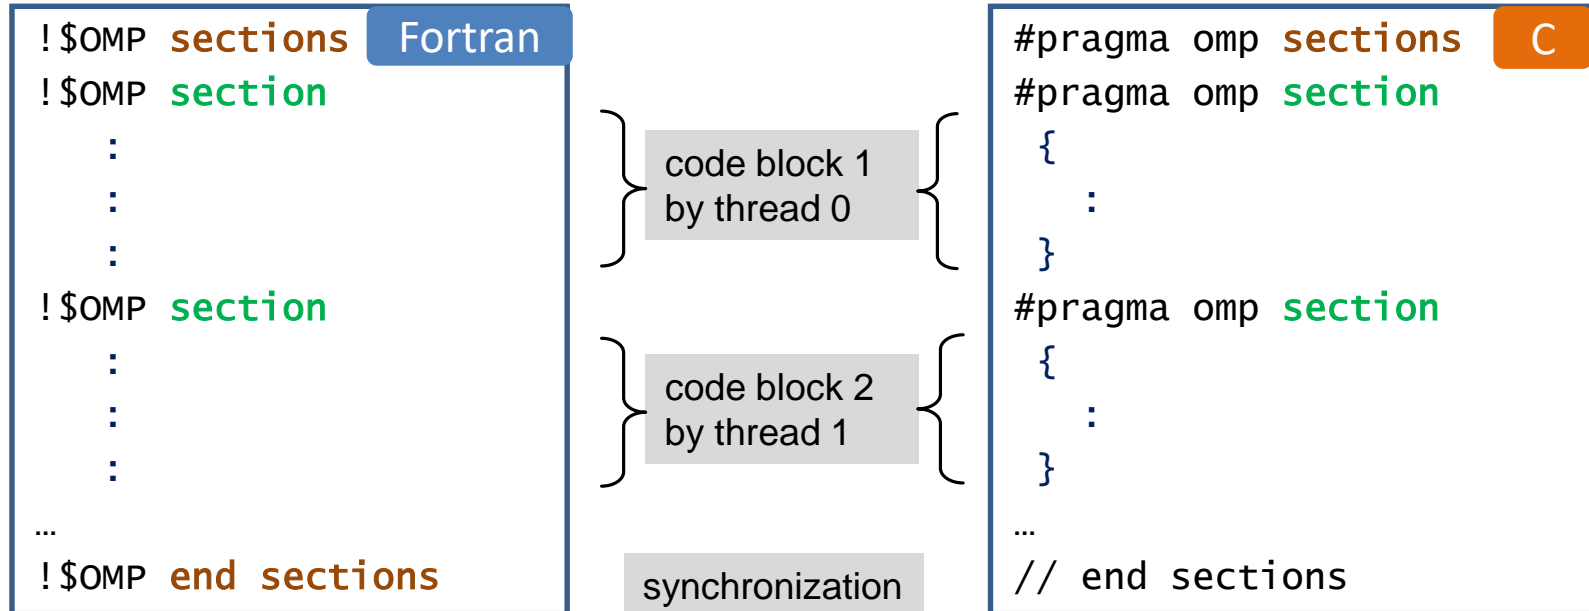 !$OMP sections
Fortran
!$OMP section
:
:
:
!$OMP section
:
:
:
…
!$OMP end sections
code block 1
by thread 0
code block 2
by thread 1
synchronization
#pragma omp sections
C
#pragma omp section
{
:
}
#pragma omp section
{
:
}
…
// end sections